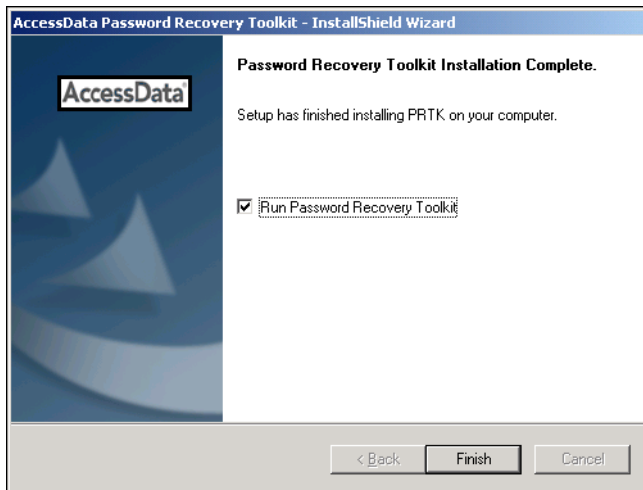 AccessData Password Recovery Toolkit - InstallShield Wizard
AccessData
Password Recovery Toolkit Installation Complete.
Setup has finished installing PRTK on your computer.
Run Password Recovery Toolkit
< Back
Finish
Cancel